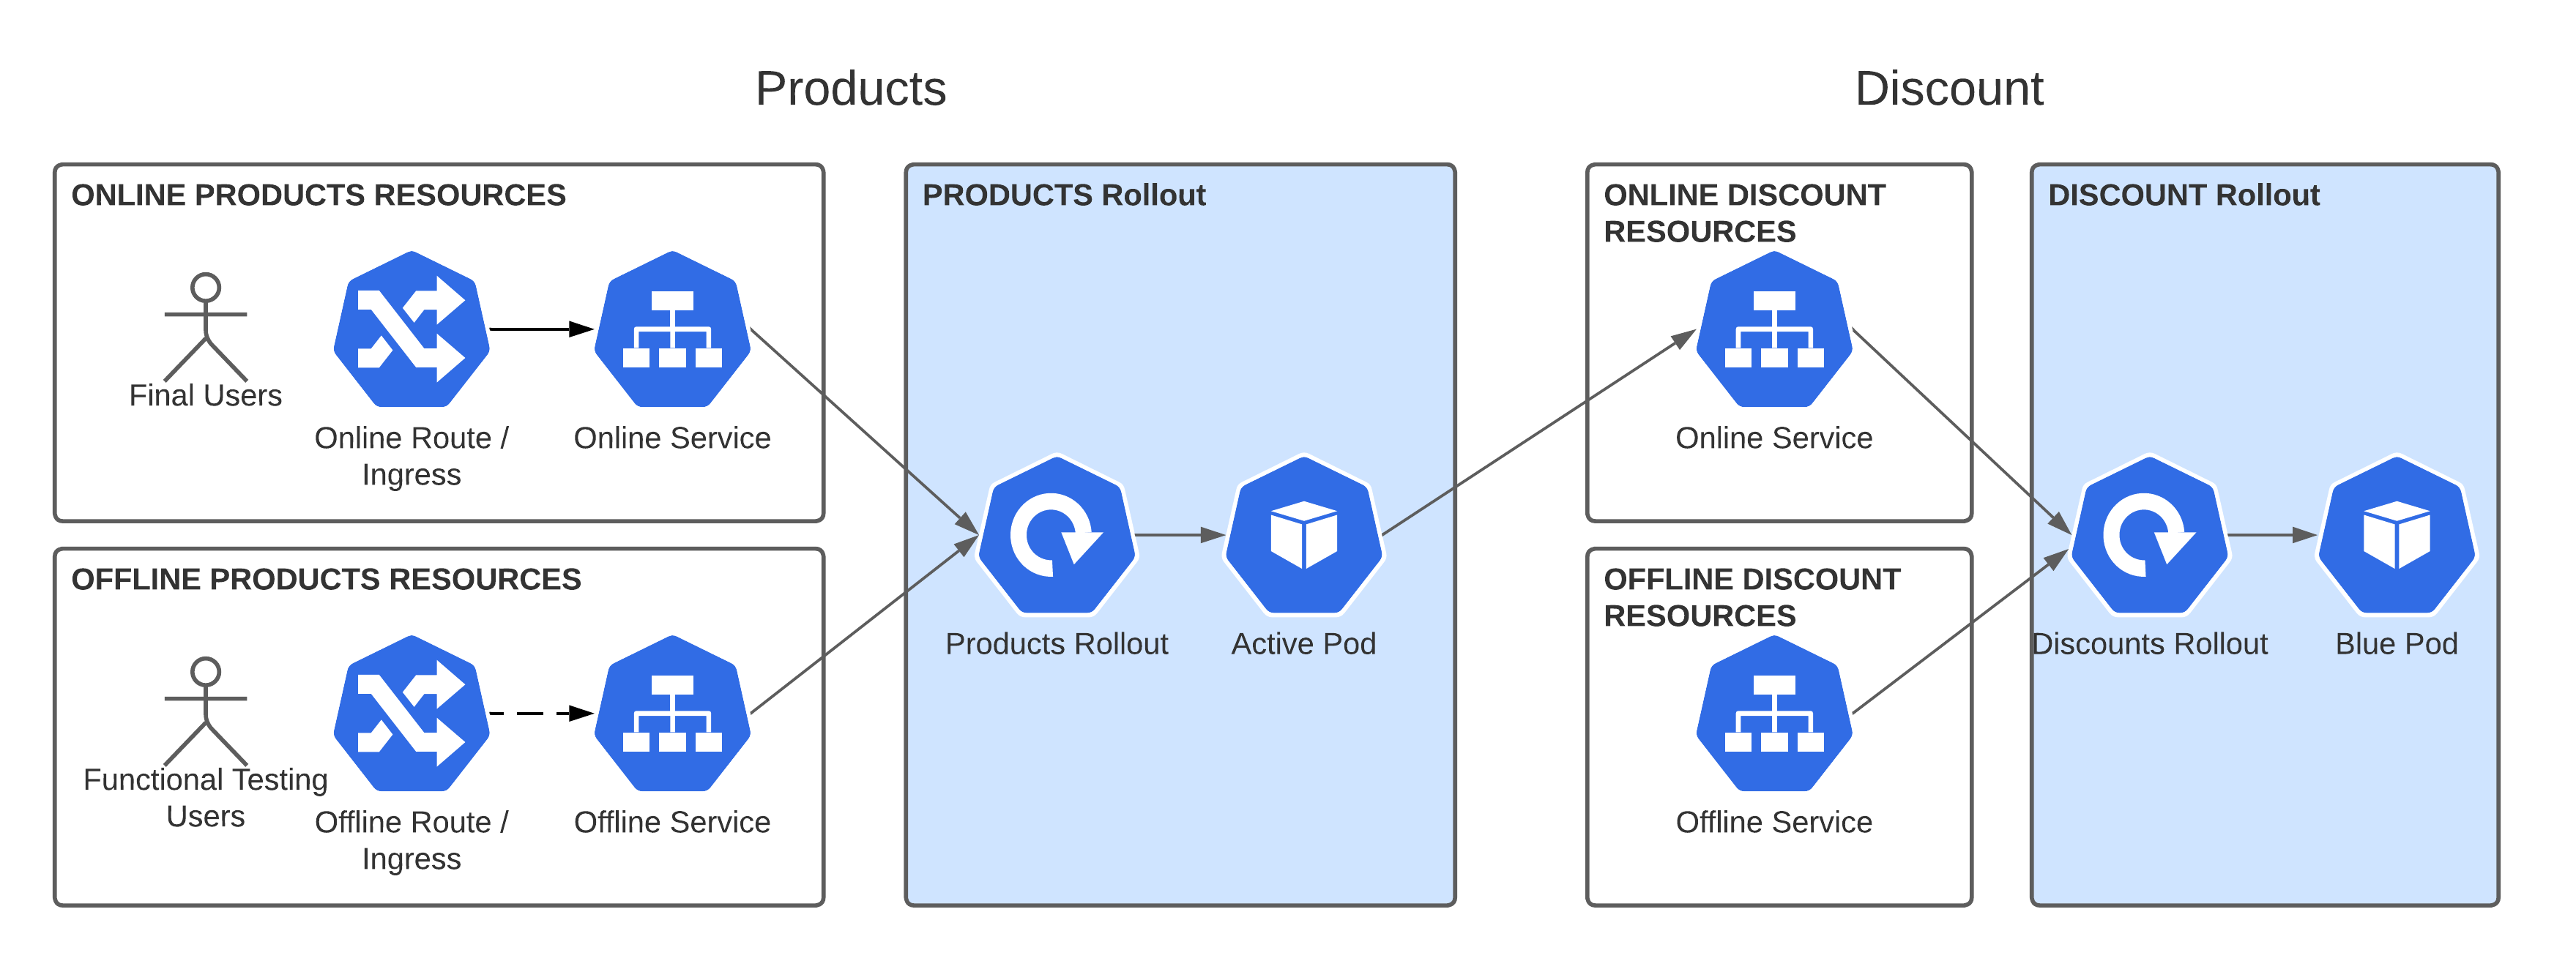 Products
Discount
ONLINE PRODUCTS RESOURCES
Final Users
Online Route /
Ingress
Online Service
OFFLINE PRODUCTS RESOURCES
Functional Testing
Users
Offline Route /
Ingress
Offline Service
PRODUCTS Rollout
Products Rollout
Active Pod
ONLINE DISCOUNT
RESOURCES
Online Service
OFFLINE DISCOUNT
RESOURCES
Offline Service
DISCOUNT Rollout
Discounts Rollout
Blue Pod